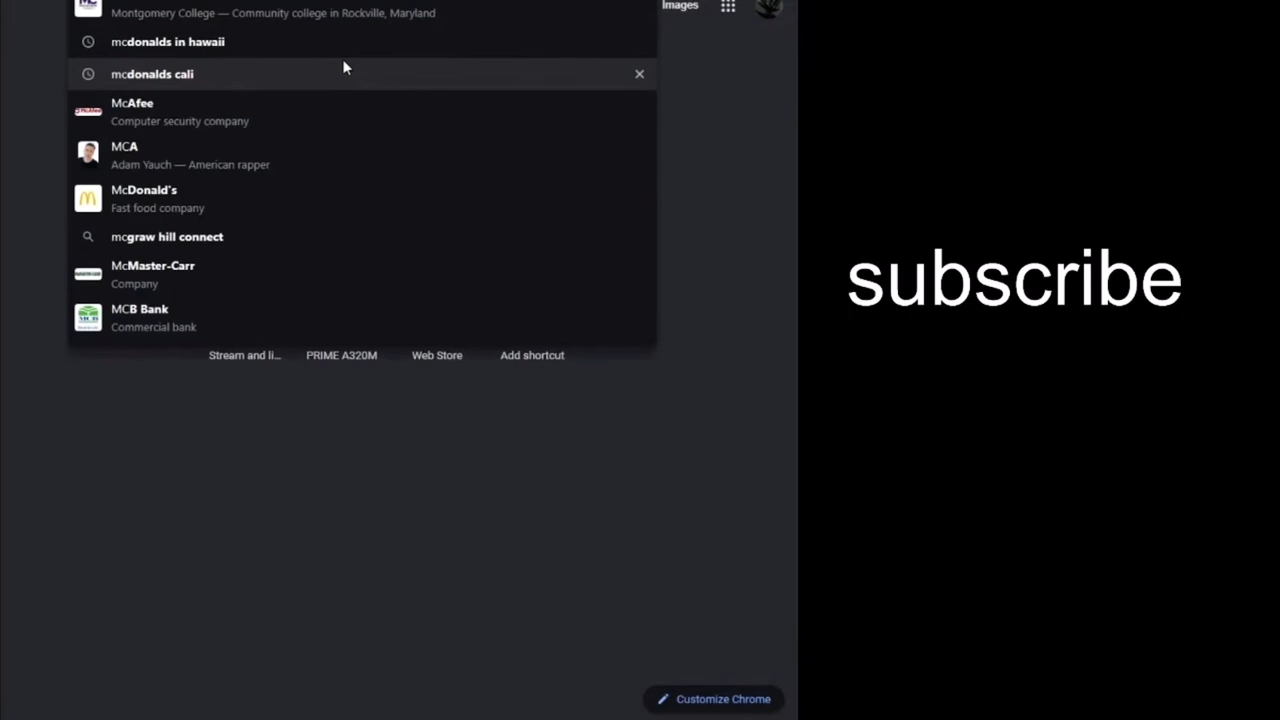 Images
Montgomery College — Community college in Rockville, Maryland
mcdonalds in hawaii
mcdonalds cali
McAfee
Computer security company
MCA
Adam Yauch — American rapper
McDonald's
Fast food company
mcgraw hill connect
McMaster-Carr
Company
MCB Bank
Commercial bank
Stream and li... PRIME A320M Web Store Add shortcut
subscribe
Customize Chrome